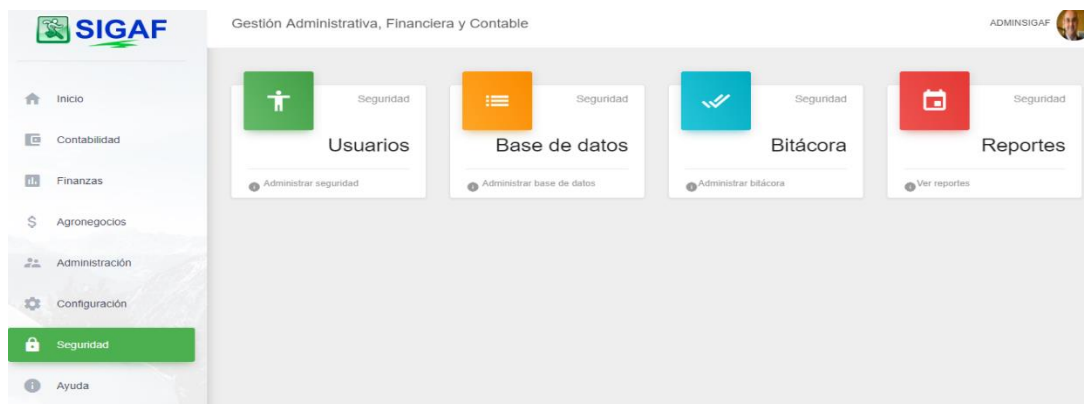 SIGAF
Gestión Administrativa, Financiera y Contable
ADMINSIGAF
Inicio
Contabilidad
Finanzas
Agronegocios
Administración
Configuración
Seguridad
Ayuda
Seguridad
Usuarios
Administrar seguridad
Seguridad
Base de datos
Administrar base de datos
Seguridad
Bitácora
Administrar bitácora
Seguridad
Reportes
Ver reportes